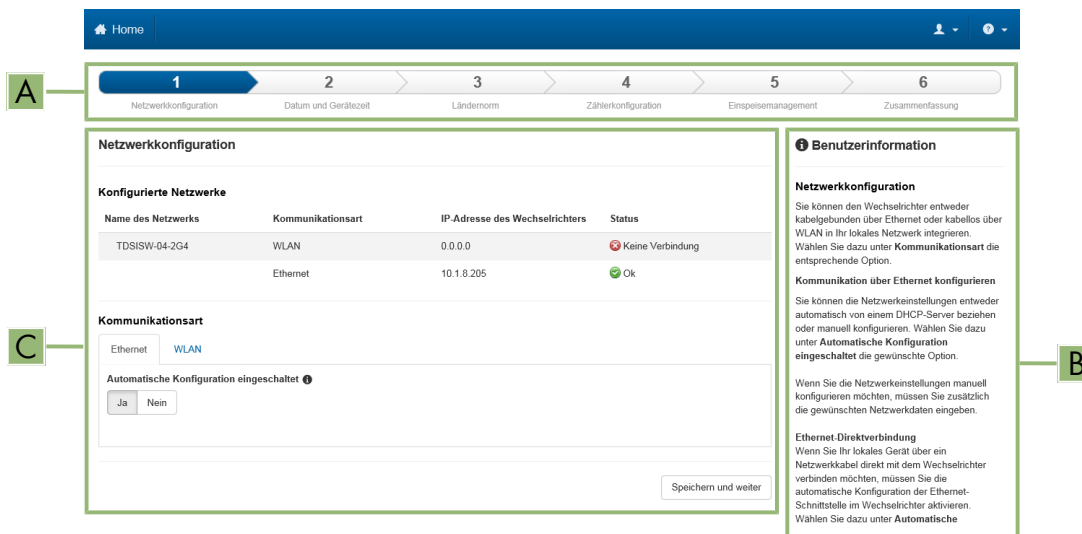 Home
A
1 2 3 4 5 6
Netzwerkkonfiguration Datum und Gerätezeit Ländernorm Zählerkonfiguration Einspeisemanagement Zusammenfassung
Netzwerkkonfiguration
Konfigurierte Netzwerke
Name des Netzwerks Kommunikationsart IP-Adresse des Wechselrichters Status
TDSISW-04-2G4 WLAN 0.0.0.0 Keine Verbindung
Ethernet 10.1.8.205 Ok
C
Kommunikationsart
Ethernet WLAN
Automatische Konfiguration eingeschaltet
Ja Nein
Speichern und weiter
Benutzerinformation
Netzwerkkonfiguration
Sie können den Wechselrichter entweder
kabelgebunden über Ethernet oder kabellos über
WLAN in Ihr lokales Netzwerk integrieren.
Wählen Sie dazu unter Kommunikationsart die
entsprechende Option.
Kommunikation über Ethernet konfigurieren
Sie können die Netzwerkeinstellungen entweder
automatisch von einem DHCP-Server beziehen
oder manuell konfigurieren. Wählen Sie dazu
unter Automatische Konfiguration
eingeschaltet die gewünschte Option.
B
Wenn Sie die Netzwerkeinstellungen manuell
konfigurieren möchten, müssen Sie zusätzlich
die gewünschten Netzwerkdaten eingeben.
Ethernet-Direktverbindung
Wenn Sie Ihr lokales Gerät über ein
Netzwerkkabel direkt mit dem Wechselrichter
verbinden möchten, müssen Sie die
automatische Konfiguration der Ethernet-
Schnittstelle im Wechselrichter aktivieren.
Wählen Sie dazu unter Automatische